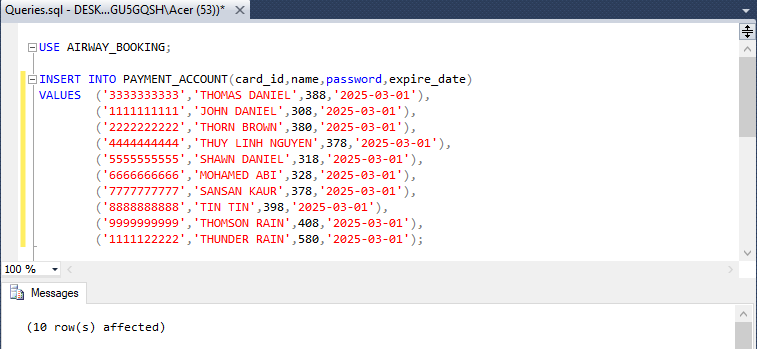 Queries.sql - DESK...GU5GQSH\Acer (53))*
USE AIRWAY_BOOKING;
INSERT INTO PAYMENT_ACCOUNT(card_id,name,password,expire_date)
VALUES  ('3333333333','THOMAS DANIEL',388,'2025-03-01'),
('1111111111','JOHN DANIEL',308,'2025-03-01'),
('2222222222','THORN BROWN',380,'2025-03-01'),
('4444444444','THUY LINH NGUYEN',378,'2025-03-01'),
('5555555555','SHAWN DANIEL',318,'2025-03-01'),
('6666666666','MOHAMED ABI',328,'2025-03-01'),
('7777777777','SANSAN KAUR',378,'2025-03-01'),
('8888888888','TIN TIN',398,'2025-03-01'),
('9999999999','THOMSON RAIN',408,'2025-03-01'),
('1111122222','THUNDER RAIN',580,'2025-03-01');
100 %
Messages
(10 row(s) affected)